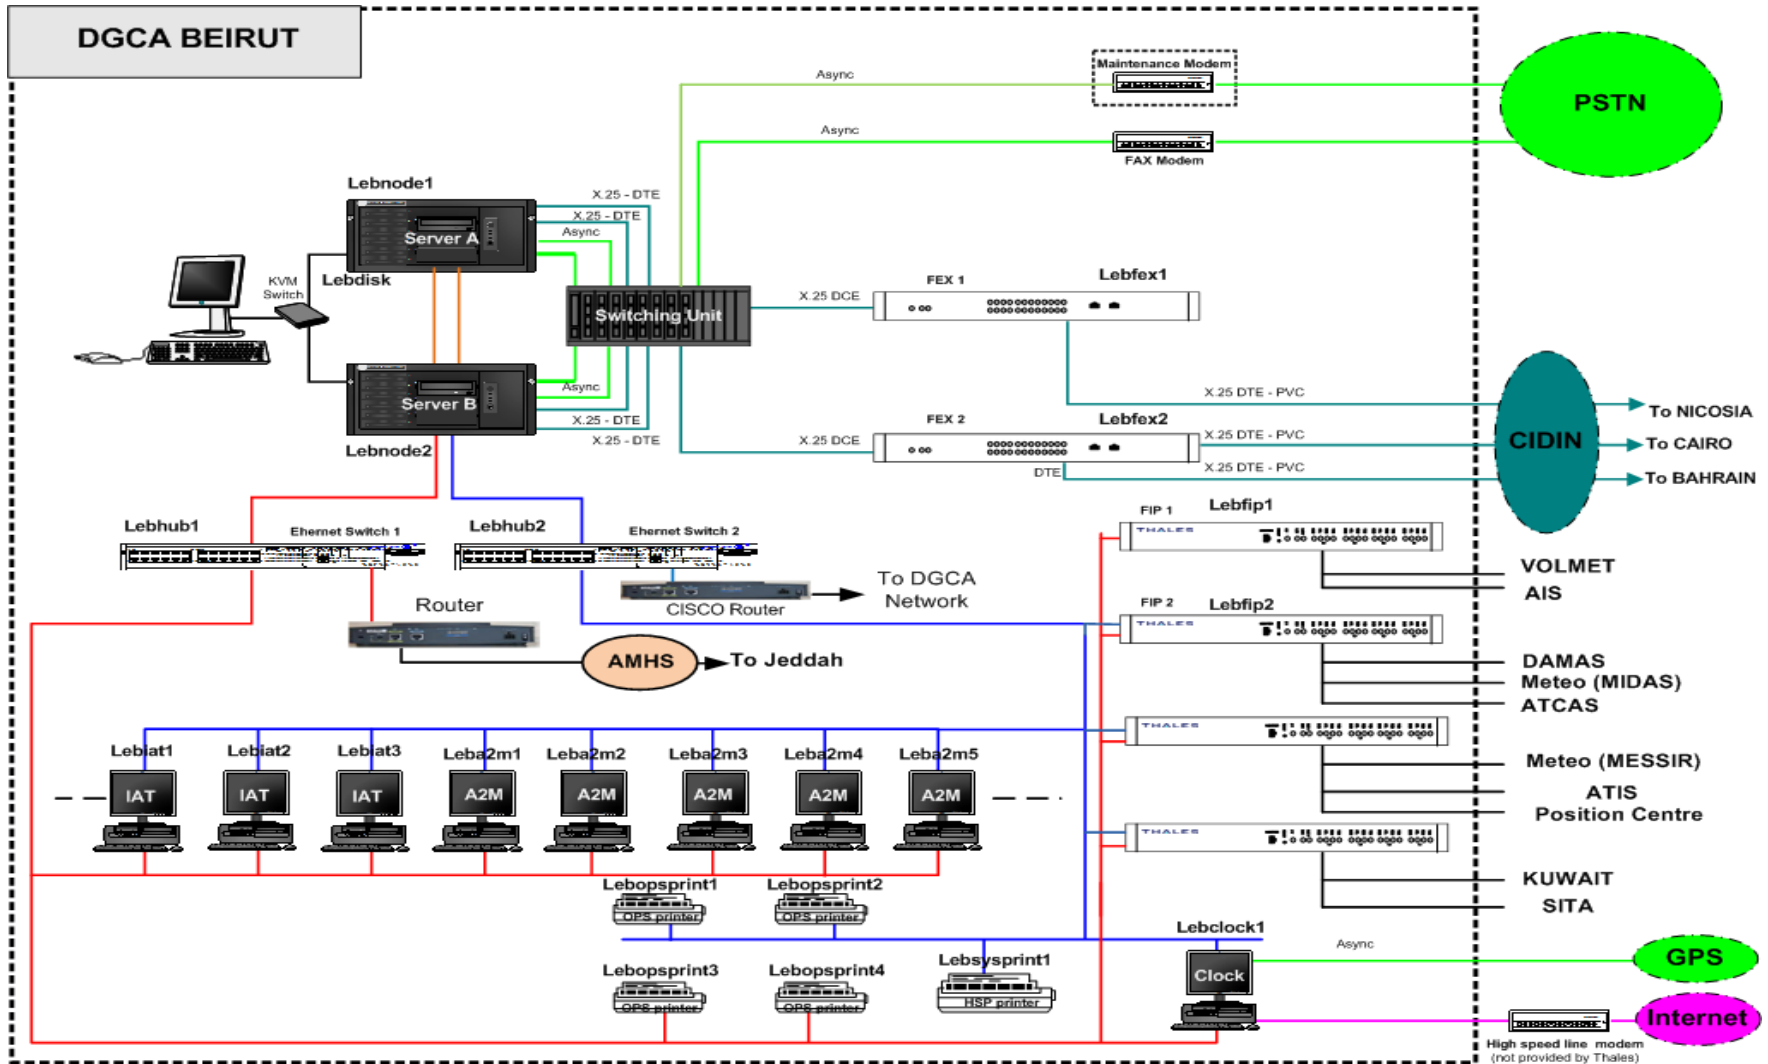 DGCA BEIRUT
Maintenance Modem
Async
PSTN
Async
FAX Modem
Lebnode1
X.25 - DTE
X.25 - DTE
Async
Server A
Lebdisk
KVM
Switch
Switching Unit
X.25 DCE
FEX 1
Lebfex1
Server B
Async
X.25 - DTE
X.25 - DTE
Lebnode2
X.25 DCE
FEX 2
Lebfex2
X.25 DTE - PVC
X.25 DTE - PVC
DTE
X.25 DTE - PVC
CIDIN
To NICOSIA
To CAIRO
To BAHRAIN
Lebhub1
Ehernet Switch 1
Lebhub2
Ehernet Switch 2
CISCO Router
To DGCA
Network
Router
AMHS
To Jeddah
FIP 1
Lebfip1
THALES
VOLMET
AIS
FIP 2
Lebfip2
THALES
DAMAS
Meteo (MIDAS)
ATCAS
THALES
Meteo (MESSIR)
ATIS
Position Centre
THALES
KUWAIT
SITA
Lebiat1
Lebiat2
Lebiat3
Leba2m1
Leba2m2
Leba2m3
Leba2m4
Leba2m5
IAT
IAT
IAT
A2M
A2M
A2M
A2M
A2M
Lebopsprint1
OPS printer
Lebopsprint2
OPS printer
Lebopsprint3
OPS printer
Lebopsprint4
OPS printer
Lebsysprint1
HSP printer
Lebclock1
Clock
Async
GPS
Internet
High speed line modem
(not provided by Thales)